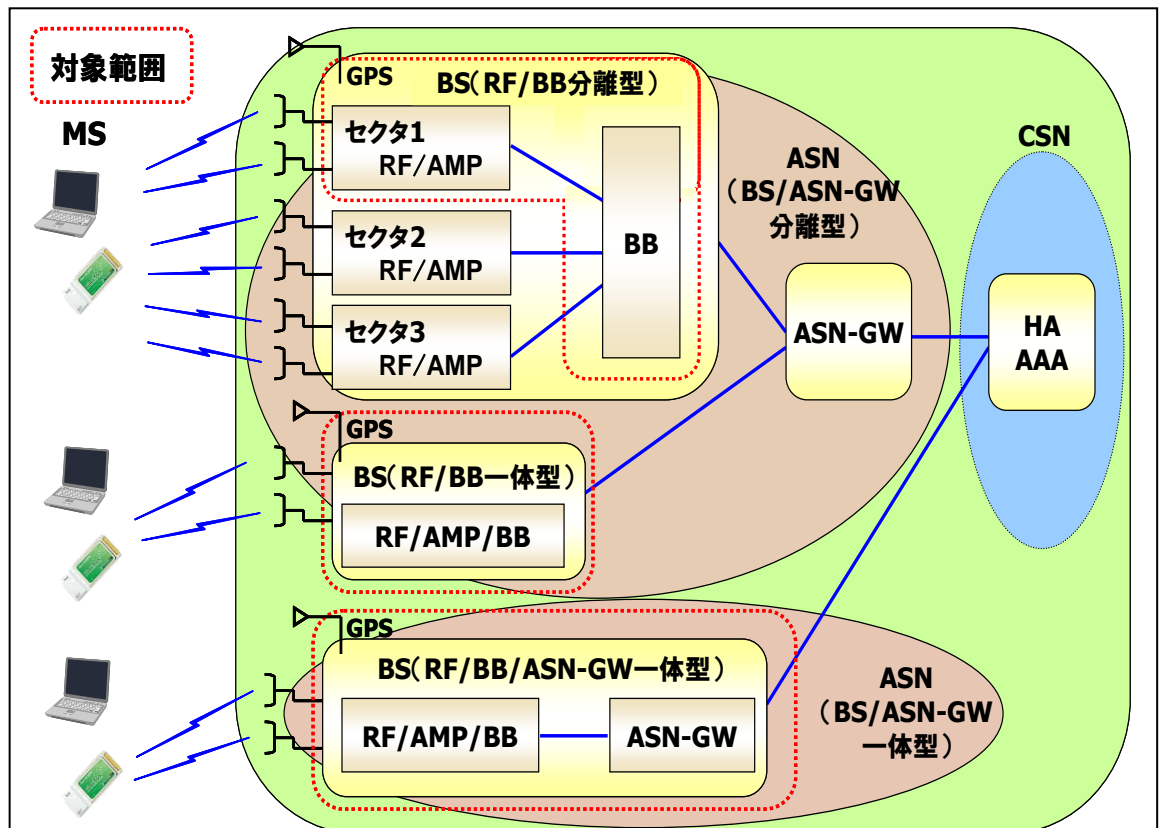 対象範囲
MS
GPS
BS(RF/BB分離型)
セクタ1
RF/AMP
セクタ2
RF/AMP
セクタ3
RF/AMP
BB
ASN
(BS/ASN-GW
分離型)
ASN-GW
CSN
HA
AAA
GPS
BS(RF/BB一体型)
RF/AMP/BB
GPS
BS(RF/BB/ASN-GW一体型)
RF/AMP/BB
ASN-GW
ASN
(BS/ASN-GW
一体型)